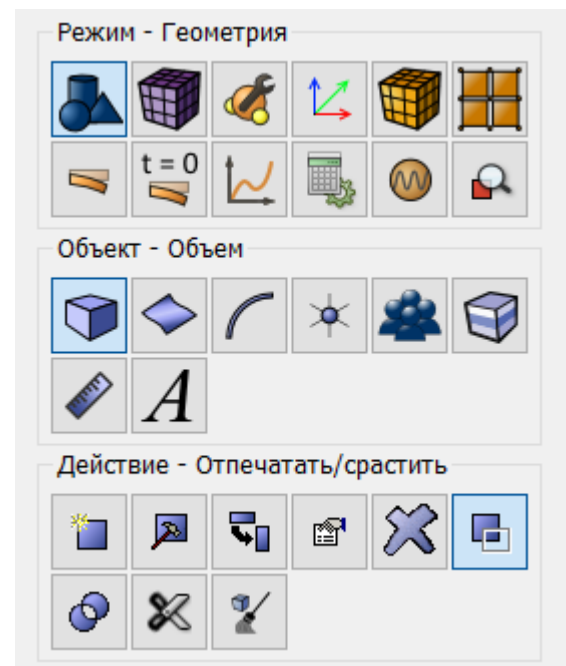 Режим - Геометрия
t = 0
Объект - Объем
A
Действие - Отпечатать/срастить